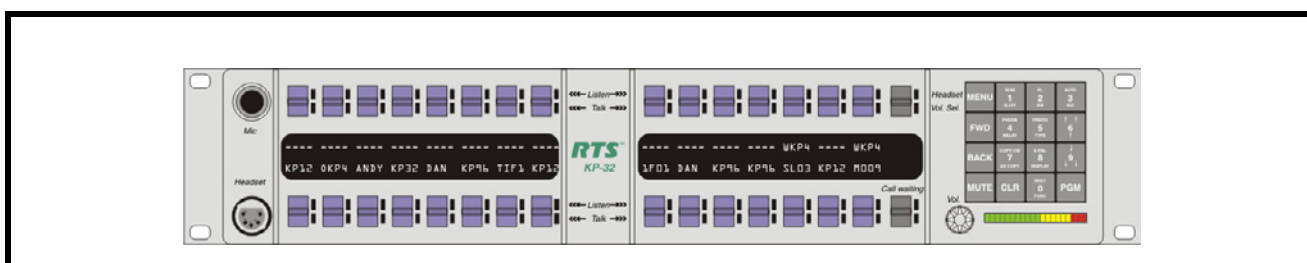 Listen
Talk
Headset
Vol. Sel.
MENU
1
2
3
Mic
FWD
4
5
6
---- ---- ---- ---- ---- ---- ---- ----
RTS
---- ---- ---- ---- WKP4 ---- WKP4
KP12 OKP4 ANDY KP32 DAN KP96 TIF1 KP12
KP-32
1FO1 DAN KP96 KP96 SL03 KP12 MOO9
BACK
7
8
9
Headset
Call waiting
MUTE
CLR
0
PGM
Vol.
Listen
Talk